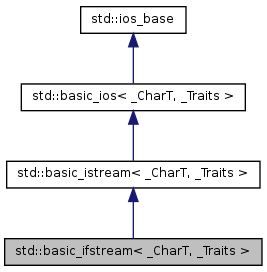 std::ios_base
std::basic_ios< _CharT, _Traits >
std::basic_istream< _CharT, _Traits >
std::basic_ifstream< _CharT, _Traits >